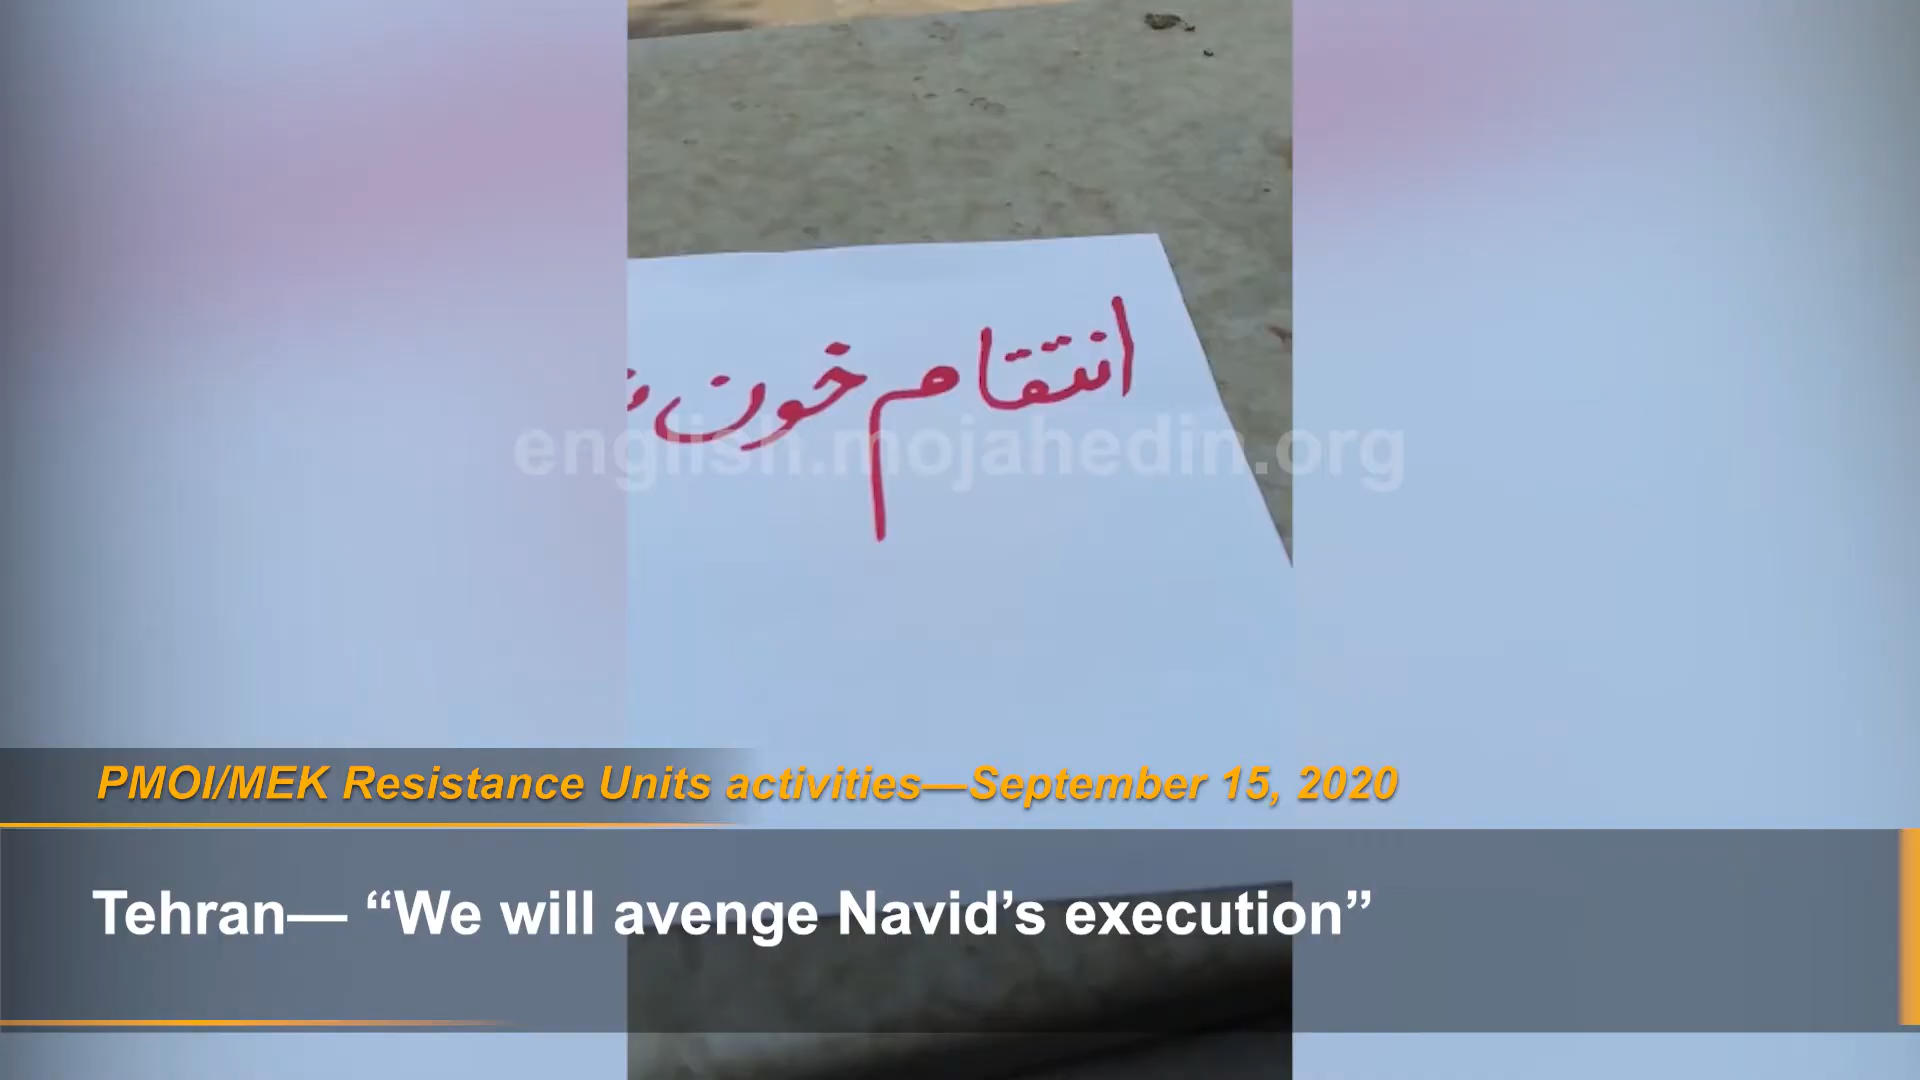 انتقام خون
english.mojahedin.org
PMOI/MEK Resistance Units activities—September 15, 2020
Tehran— “We will avenge Navid’s execution”